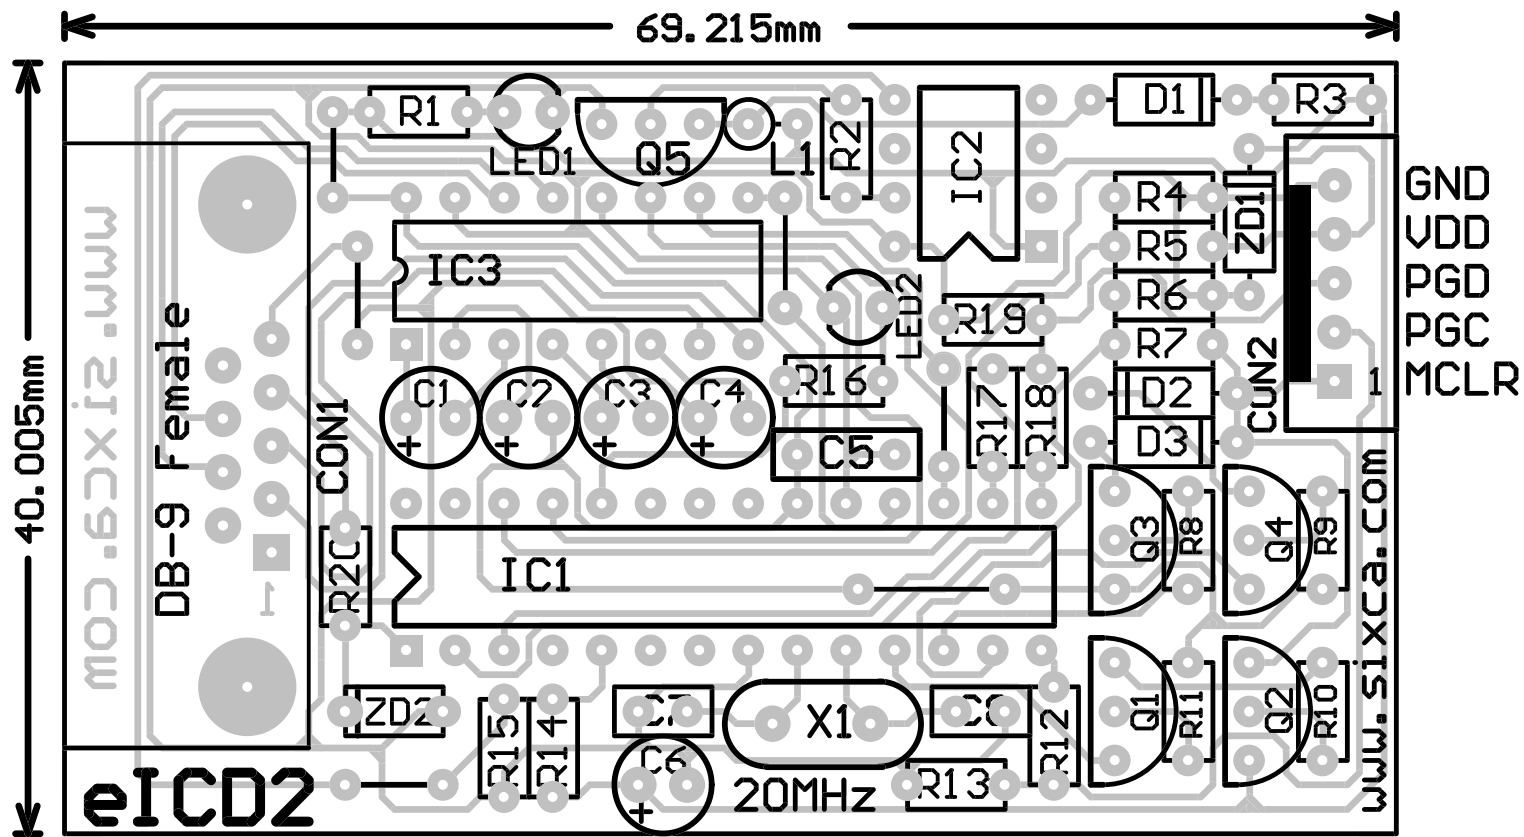 69.215mm
40.005mm
R1
LED1
Q5
L1
R2
IC2
D1
R3
R4
ZD1
R5
R6
R7
GND
VDD
PGD
PGC
1 MCLR
CON2
IC3
LED2
R19
R16
R17
R18
D2
D3
C1
C2
C3
C4
+
+
+
+
C5
www.sixca.com
DB-9 Female
CON1
1
R20
IC1
Q3
R8
Q4
R9
ZD2
R15
R14
C7
X1
C8
R12
Q1
R11
Q2
R10
C6
+
20MHz
R13
eICD2
www.sixca.com